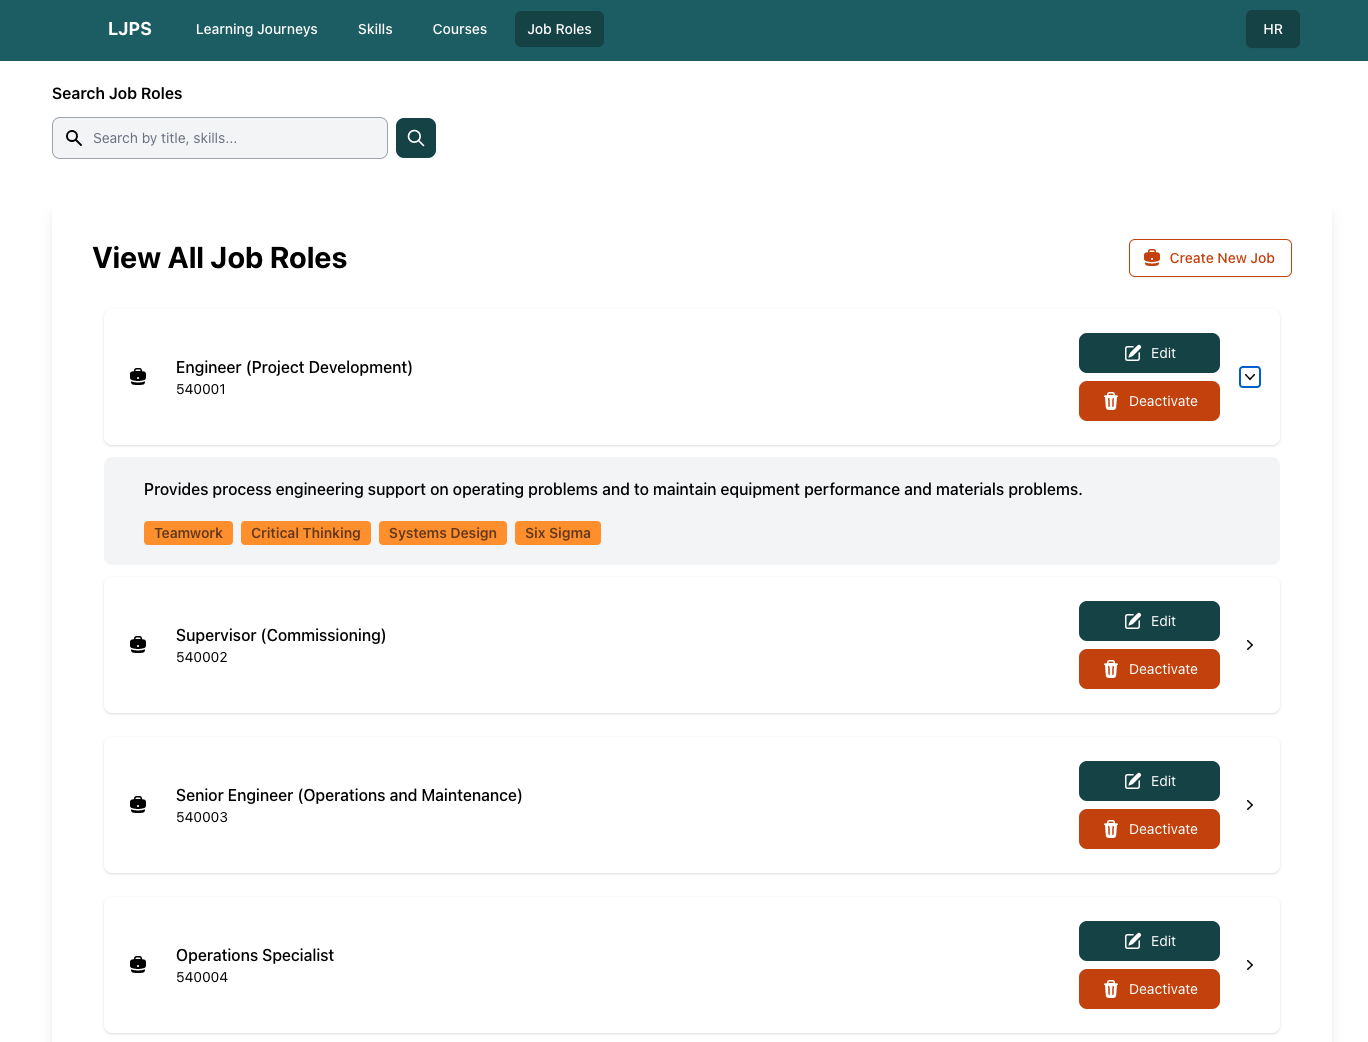 LJPS Learning Journeys Skills Courses Job Roles HR
Search Job Roles
Search by title, skills...
View All Job Roles
Create New Job
Engineer (Project Development)
540001
Edit
Deactivate
Provides process engineering support on operating problems and to maintain equipment performance and materials problems.
Teamwork Critical Thinking Systems Design Six Sigma
Supervisor (Commissioning)
540002
Edit
Deactivate
Senior Engineer (Operations and Maintenance)
540003
Edit
Deactivate
Operations Specialist
540004
Edit
Deactivate